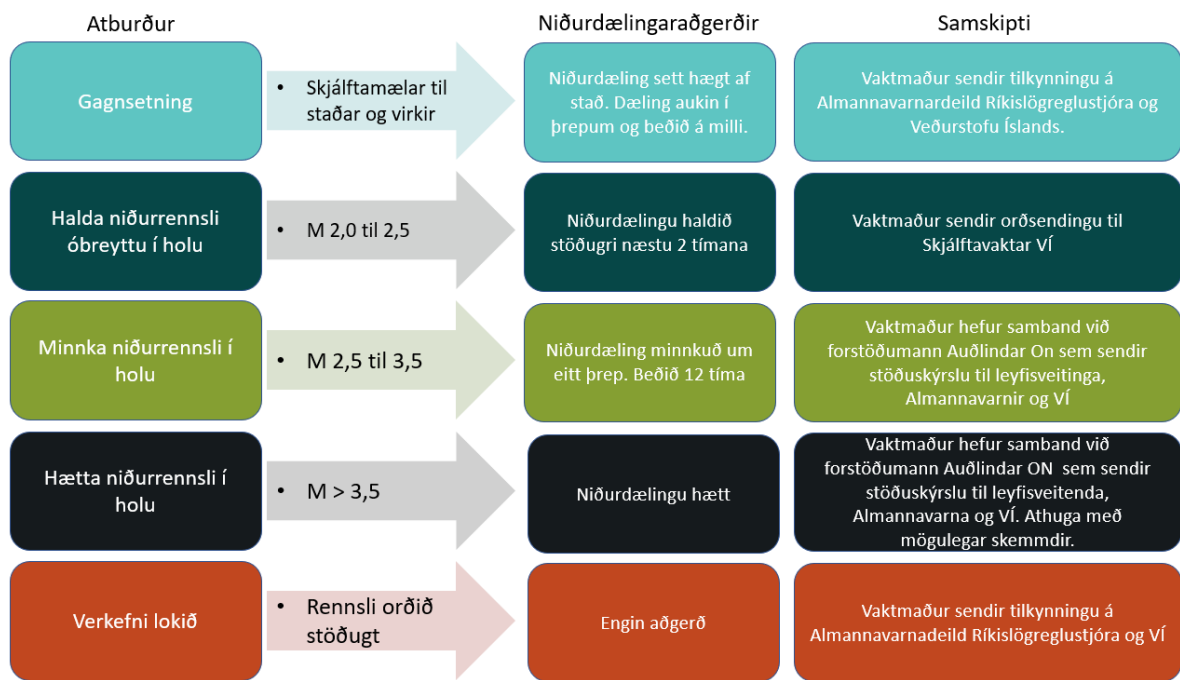 Atburður
Niðurdælingaraðgerðir
Samskipti
Gagnsetning
• Skjálftamælar til
staðar og virkir
Niðurdæling sett hægt af
stað. Dæling aukin í
þrepum og beðið á milli.
Vaktmaður sendir tilkynningu á
Almannavarnardeild Ríkislögreglustjóra og
Veðurstofu Íslands.
Halda niðurrennsli
óbreyttu í holu
• M 2,0 til 2,5
Niðurdælingu haldið
stöðugri næstu 2 tímana
Vaktmaður sendir orðsendingu til
Skjálftavaktar VÍ
Minnka niðurrennsli í
holu
• M 2,5 til 3,5
Niðurdæling minnkuð um
eitt þrep. Beðið 12 tíma
Vaktmaður hefur samband við
forstöðumann Auðlindar On sem sendir
stöðuskýrslu til leyfisveitinga,
Almannavarnir og VÍ
Hætta niðurrennsli í
holu
• M > 3,5
Niðurdælingu hætt
Vaktmaður hefur samband við
forstöðumann Auðlindar ON sem sendir
stöðuskýrslu til leyfisveitenda,
Almannavarna og VÍ. Athuga með
mögulegar skemmdir.
Verkefni lokið
• Rennsli orðið
stöðugt
Engin aðgerð
Vaktmaður sendir tilkynningu á
Almannavarnadeild Ríkislögreglustjóra og VÍ